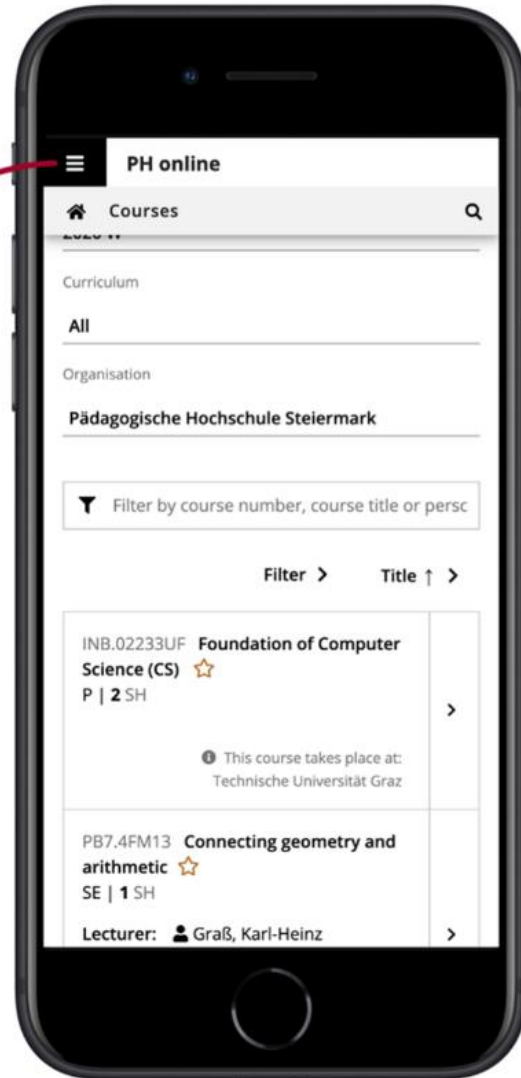 PH online
Courses
Curriculum
All
Organisation
Pädagogische Hochschule Steiermark
Filter by course number, course title or persc
Filter
Title ↑
INB.02233UF Foundation of Computer
Science (CS)
P | 2 SH
This course takes place at:
Technische Universität Graz
PB7.4FM13 Connecting geometry and
arithmetic
SE | 1 SH
Lecturer: Graß, Karl-Heinz